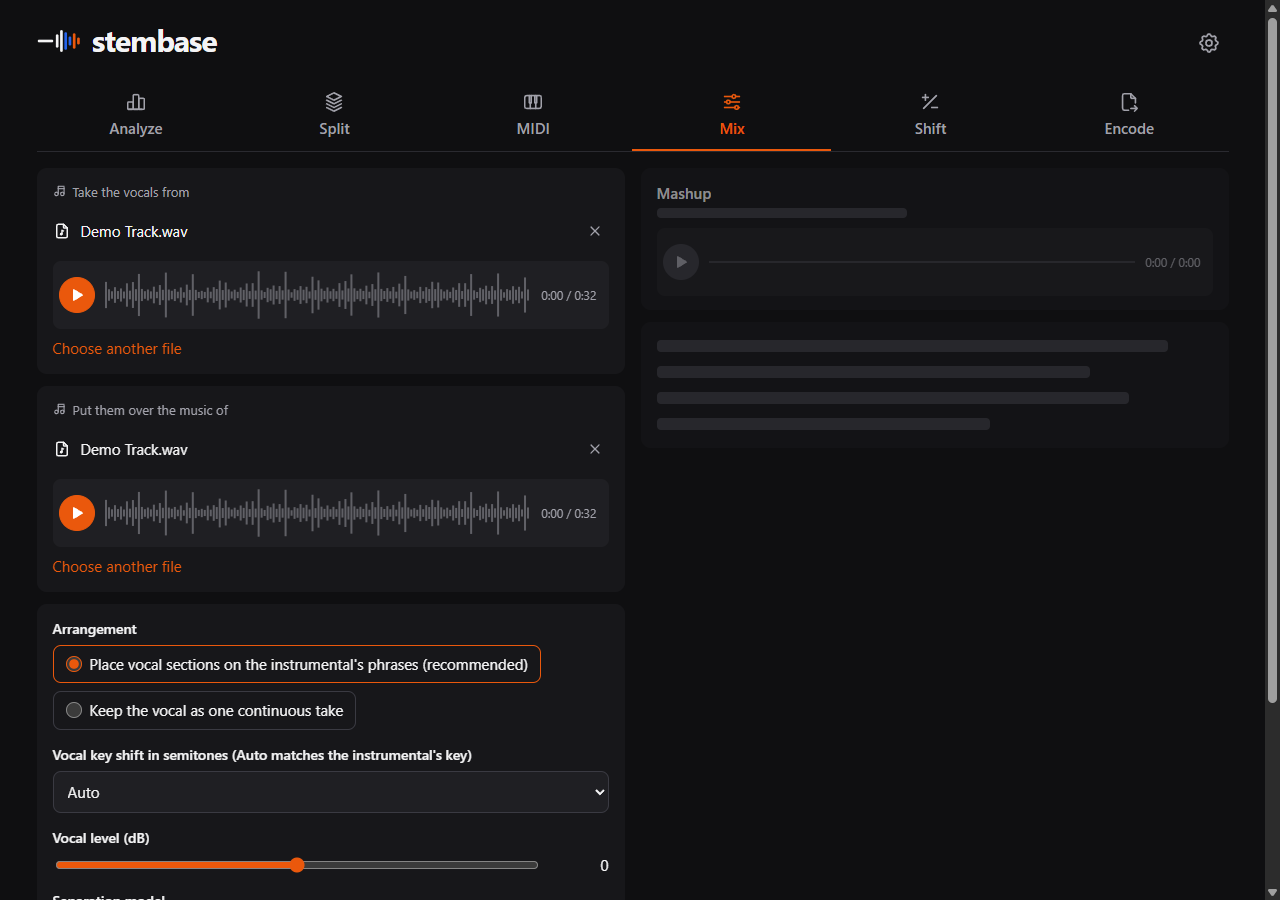 stembase
Analyze
Split
MIDI
Mix
Shift
Encode
Take the vocals from
Demo Track.wav
0:00 / 0:32
Choose another file
Put them over the music of
Demo Track.wav
0:00 / 0:32
Choose another file
Arrangement
Place vocal sections on the instrumental's phrases (recommended)
Keep the vocal as one continuous take
Vocal key shift in semitones (Auto matches the instrumental's key)
Auto
Vocal level (dB)
0
Separation model
Mashup
0:00 / 0:00